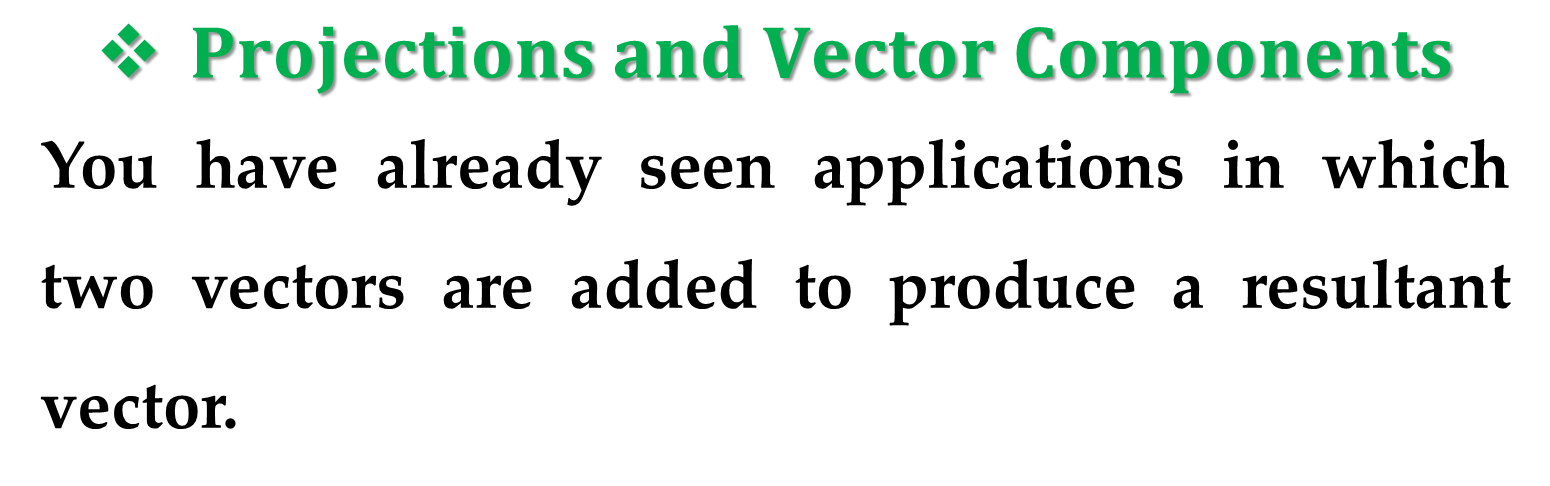 ❖ Projections and Vector Components
You have already seen applications in which
two vectors are added to produce a resultant
vector.